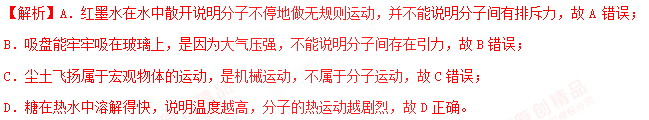 【解析】A．红墨水在水中散开说明分子不停地做无规则运动，并不能说明分子间有排斥力，故 A 错误；
B．吸盘能牢牢吸在玻璃上，是因为大气压强，不能说明分子间存在引力，故 B 错误；
C．尘土飞扬属于宏观物体的运动，是机械运动，不属于分子运动，故 C 错误；
D．糖在热水中溶解得快，说明温度越高，分子的热运动越剧烈，故 D 正确。